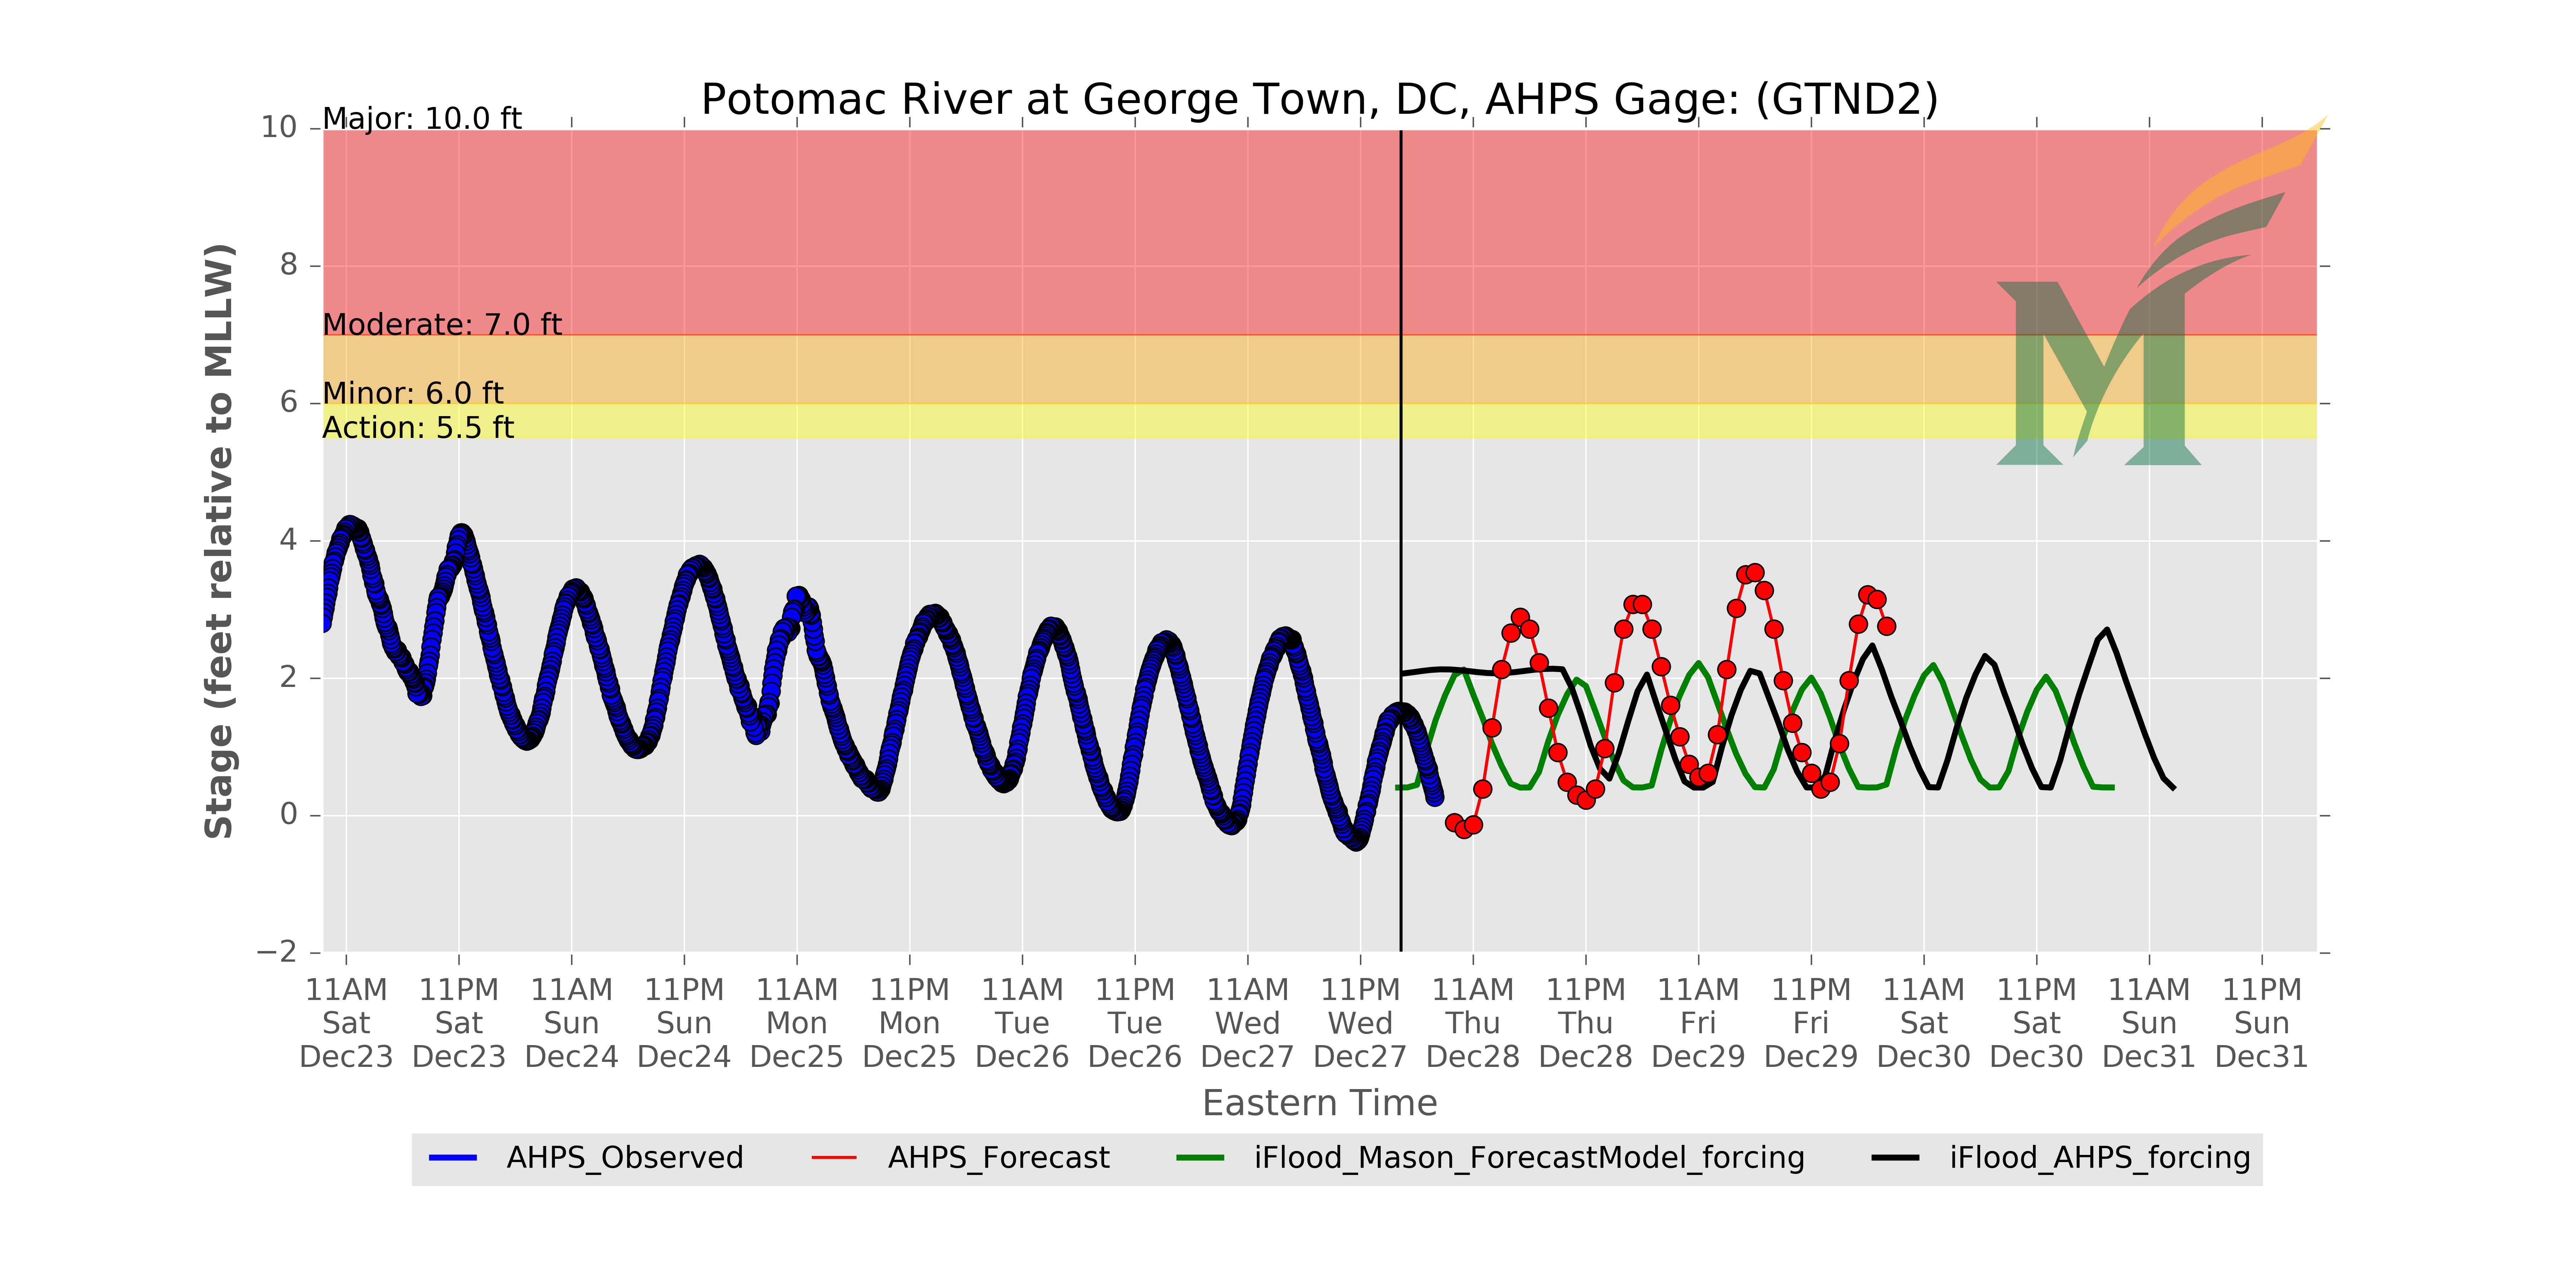 Potomac River at George Town, DC, AHPS Gage: (GTND2)
Major: 10.0 ft
Moderate: 7.0 ft
Minor: 6.0 ft
Action: 5.5 ft
Stage (feet relative to MLLW)
10
8
6
4
2
0
−2
11AM 11PM 11AM 11PM 11AM 11PM 11AM 11PM 11AM 11PM 11AM 11PM 11AM 11PM 11AM 11PM 11AM 11PM
Sat Sat Sun Sun Mon Mon Tue Tue Wed Wed Thu Thu Fri Fri Sat Sat Sun Sun
Dec23 Dec23 Dec24 Dec24 Dec25 Dec25 Dec26 Dec26 Dec27 Dec27 Dec28 Dec28 Dec29 Dec29 Dec30 Dec30 Dec31 Dec31
Eastern Time
AHPS_Observed AHPS_Forecast iFlood_Mason_ForecastModel_forcing iFlood_AHPS_forcing